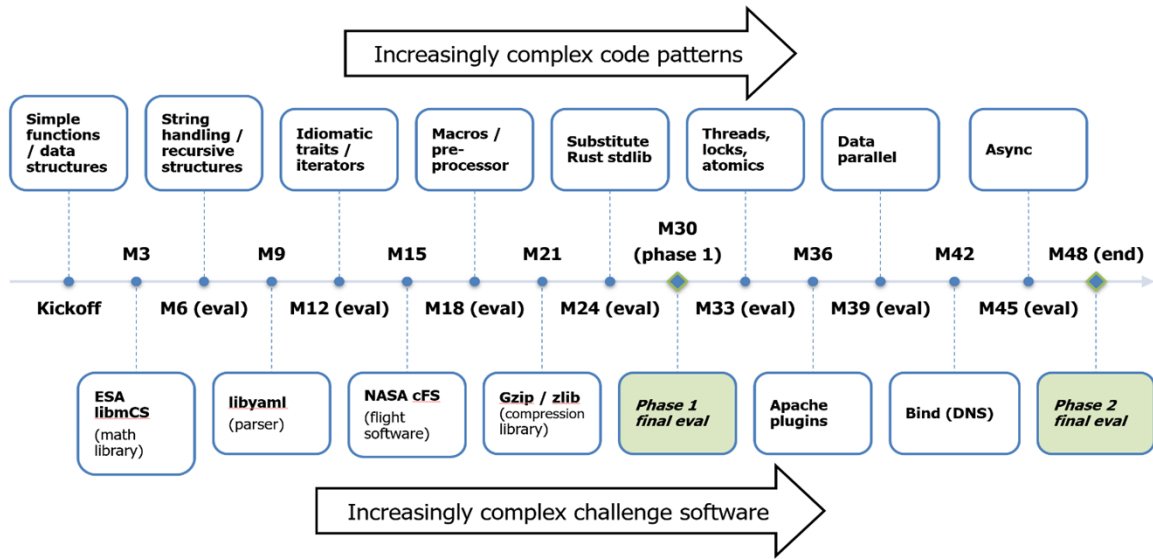 Increasingly complex code patterns
Simple
functions
/ data
structures
String
handling /
recursive
structures
Idiomatic
traits /
iterators
Macros /
pre-
processor
Substitute
Rust stdlib
Threads,
locks,
atomics
Data
parallel
Async
M3
M9
M15
M21
M30
(phase 1)
M36
M42
M48 (end)
Kickoff
M6 (eval)
M12 (eval)
M18 (eval)
M24 (eval)
M33 (eval)
M39 (eval)
M45 (eval)
ESA
libmCS
(math
library)
libyaml
(parser)
NASA cFS
(flight
software)
Gzip / zlib
(compression
library)
Phase 1
final eval
Apache
plugins
Bind (DNS)
Phase 2
final eval
Increasingly complex challenge software